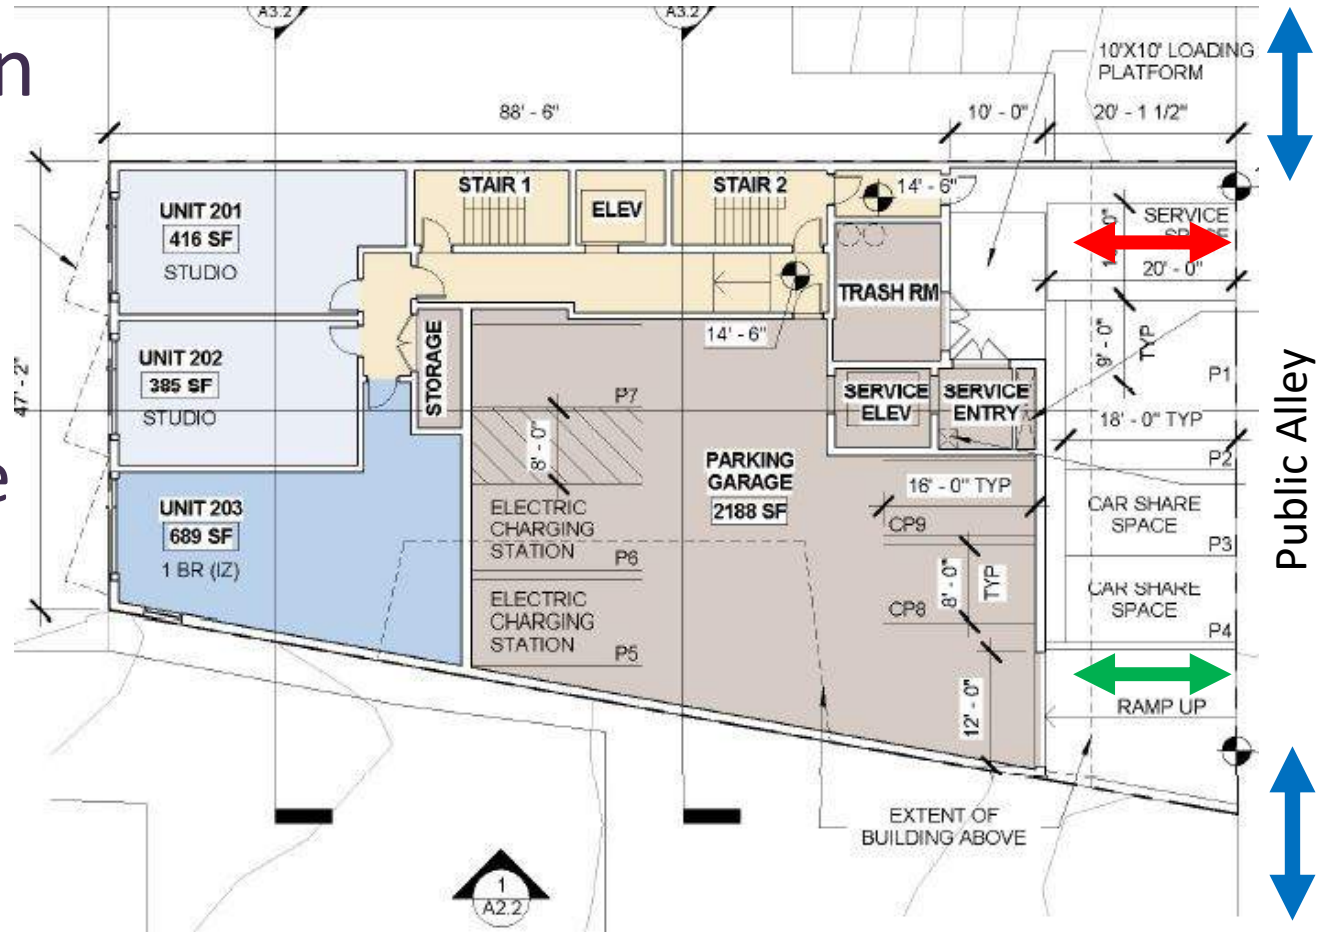 A3.2
A3.2
n
10'X10' LOADING
PLATFORM
88' - 6"
10' - 0"
20' - 1 1/2"
STAIR 1
STAIR 2
14' - 6"
ELEV
UNIT 201
416 SF
STUDIO
SERVICE
SPACE
20' - 0"
TRASH RM
14' - 6"
UNIT 202
385 SF
STUDIO
47' - 2"
STORAGE
9' - 0"
TYP
P1
P7
SERVICE
ELEV
SERVICE
ENTRY
18' - 0" TYP
Public Alley
8' - 0"
P2
PARKING
GARAGE
2188 SF
16' - 0" TYP
e
UNIT 203
689 SF
1 BR (IZ)
ELECTRIC
CHARGING
STATION
P6
CP9
CAR SHARE
SPACE
P3
8' - 0"
TYP
ELECTRIC
CHARGING
STATION
P5
CP8
CAR SHARE
SPACE
P4
12' - 0"
RAMP UP
EXTENT OF
BUILDING ABOVE
1
A2.2